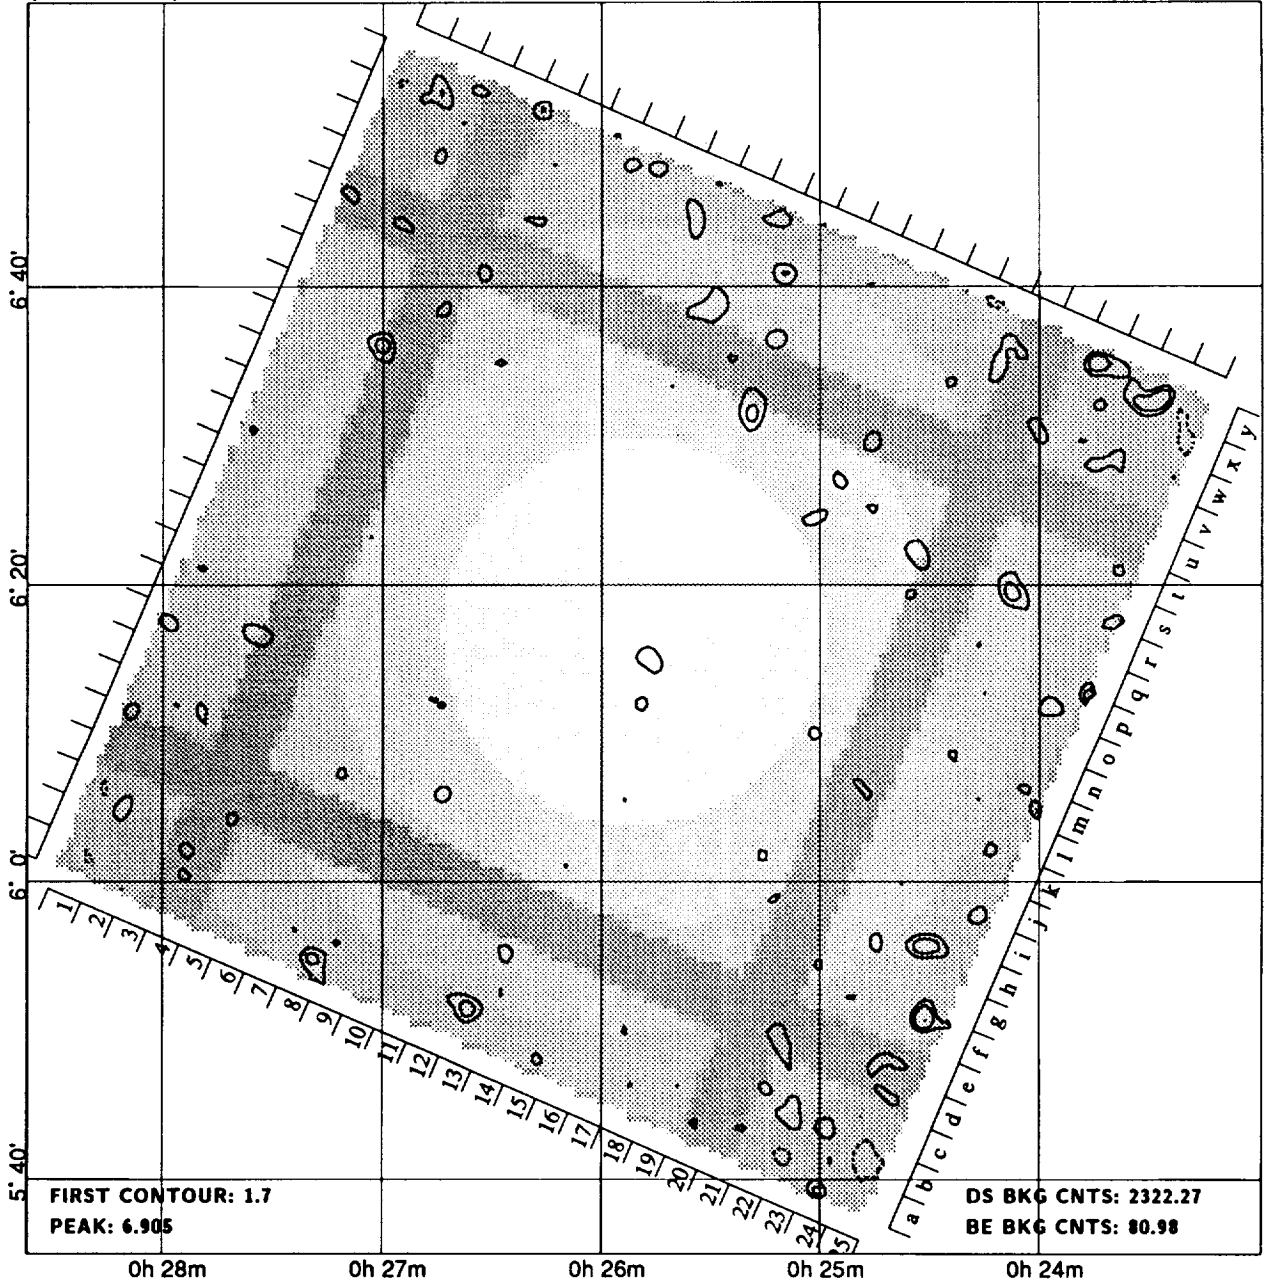 6° 40'
6° 20'
6° 0'
5° 40'
1 2 3 4 5 6 7 8 9 10 11 12 13 14 15 16 17 18 19 20 21 22 23 24 25
a b c d e f g h i j k l m n o p q r s t u v w x y
FIRST CONTOUR: 1.7
PEAK: 6.905
DS BKG CNTS: 2322.27
BE BKG CNTS: 80.98
0h 28m 0h 27m 0h 26m 0h 25m 0h 24m